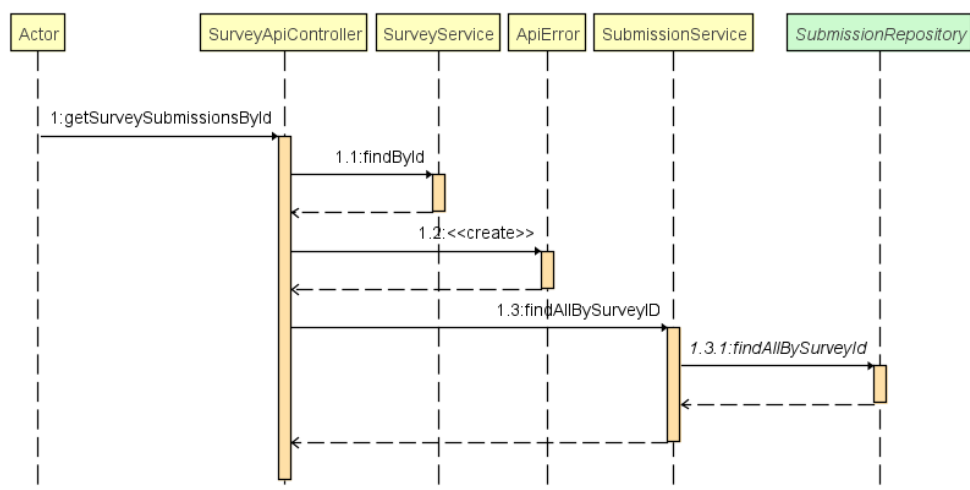 Actor
SurveyApiController
SurveyService
ApiError
SubmissionService
SubmissionRepository
1:getSurveySubmissionsById
1.1:findById
1.2:<<create>>
1.3:findAllBySurveyID
1.3.1:findAllBySurveyId